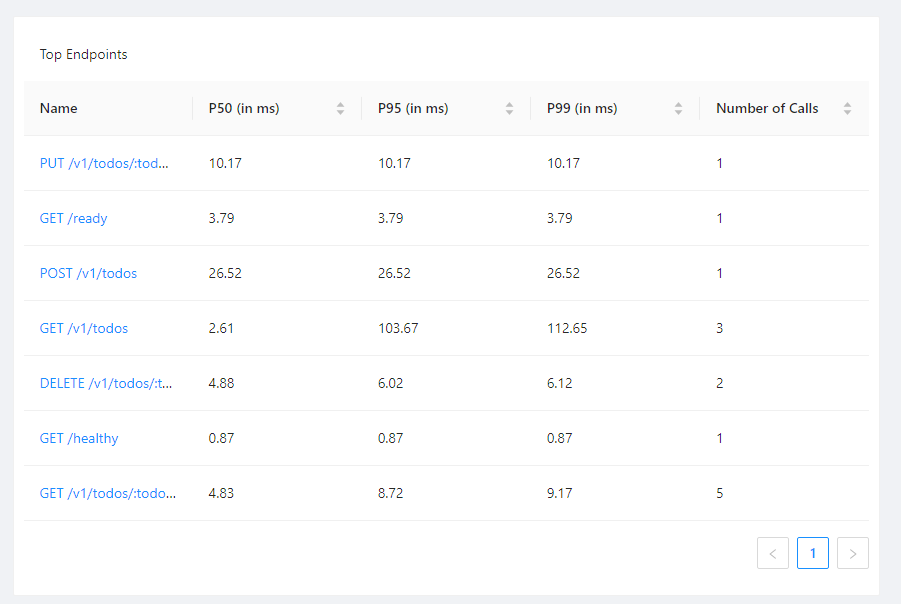 Top Endpoints
Name P50 (in ms) P95 (in ms) P99 (in ms) Number of Calls
PUT /v1/todos/:tod... 10.17 10.17 10.17 1
GET /ready 3.79 3.79 3.79 1
POST /v1/todos 26.52 26.52 26.52 1
GET /v1/todos 2.61 103.67 112.65 3
DELETE /v1/todos/:t... 4.88 6.02 6.12 2
GET /healthy 0.87 0.87 0.87 1
GET /v1/todos/:todo... 4.83 8.72 9.17 5
< 1 >